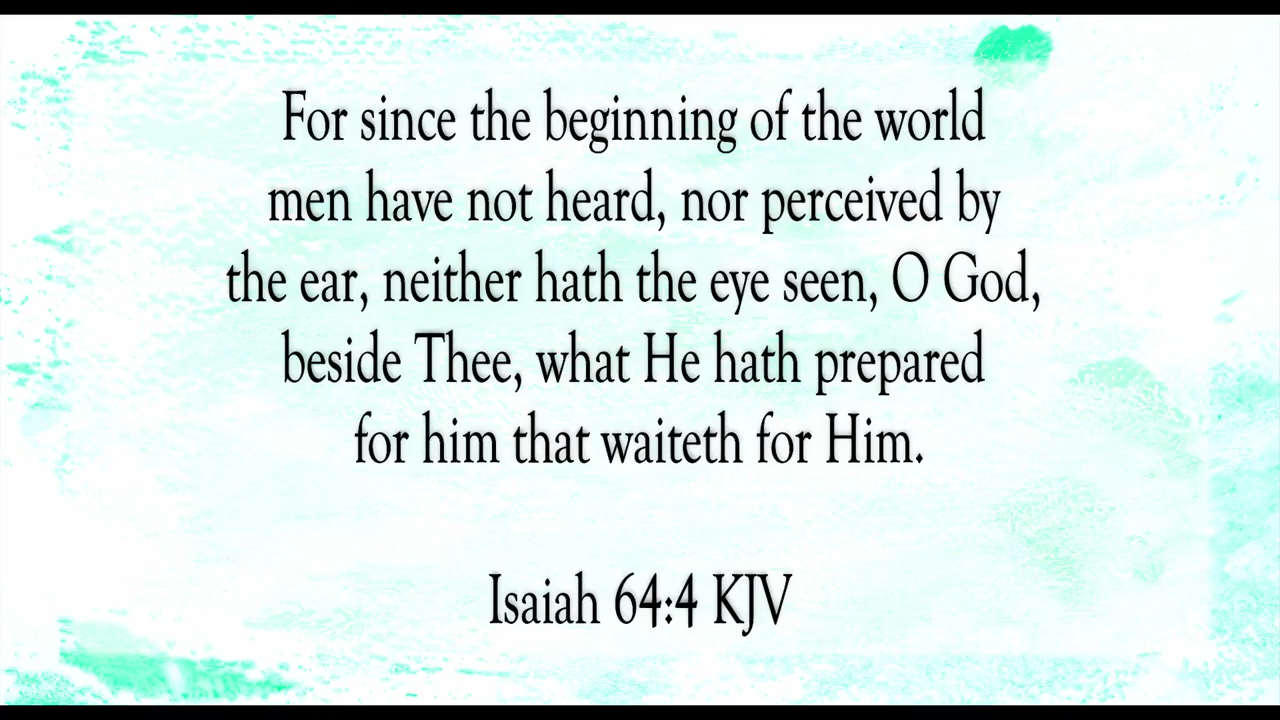 For since the beginning of the world
men have not heard, nor perceived by
the ear, neither hath the eye seen, O God,
beside Thee, what He hath prepared
for him that waiteth for Him.
Isaiah 64:4 KJV